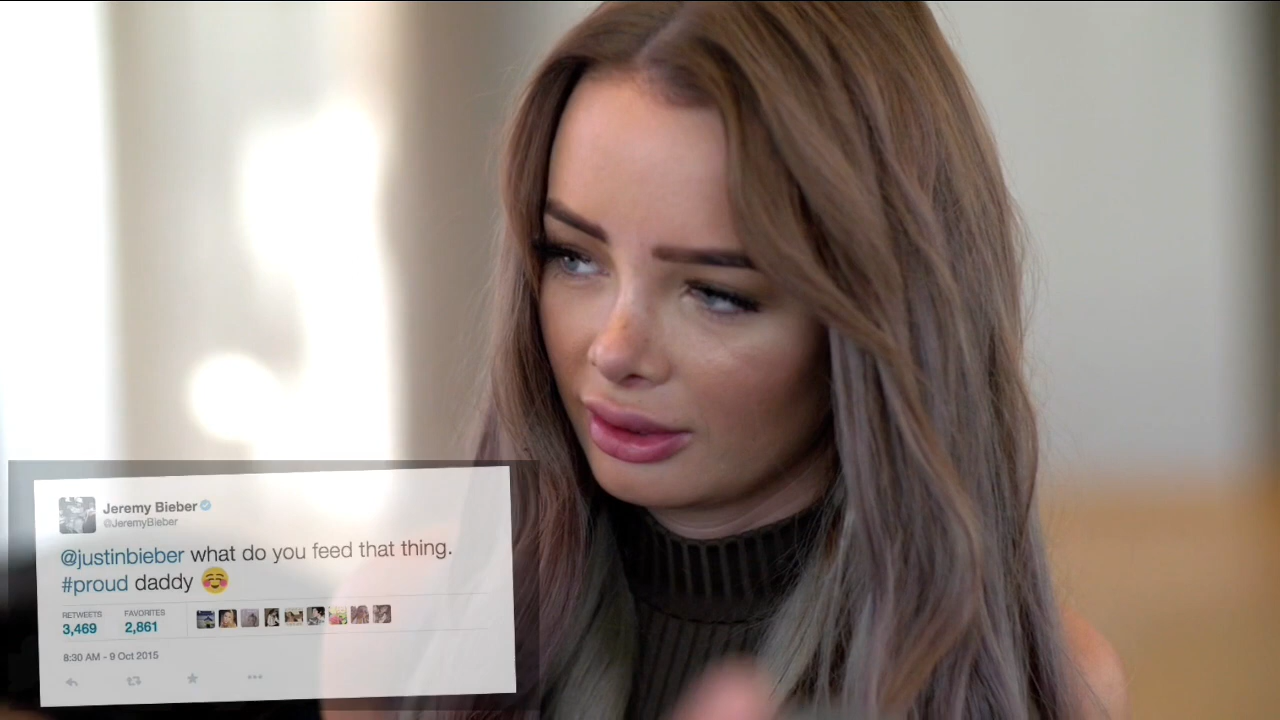 Jeremy Bieber
@JeremyBieber
@justinbieber what do you feed that thing.
#proud daddy ☺️
RETWEETS FAVORITES
3,469 2,861
8:30 AM - 9 Oct 2015